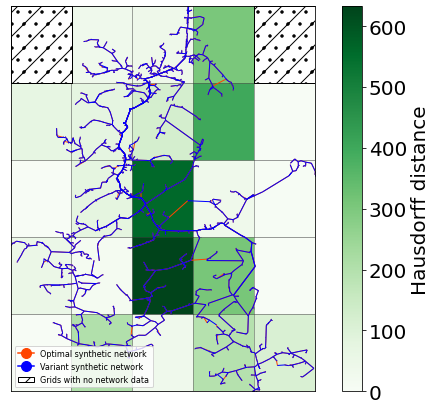 600
500
400
300
200
100
0
Hausdorff distance
Optimal synthetic network
Variant synthetic network
Grids with no network data